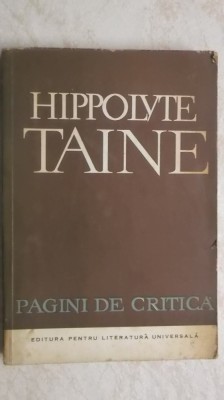 HIPPOLYTE
TAINE
PAGINI DE CRITICĂ
EDITURA PENTRU LITERATURĂ UNIVERSALĂ